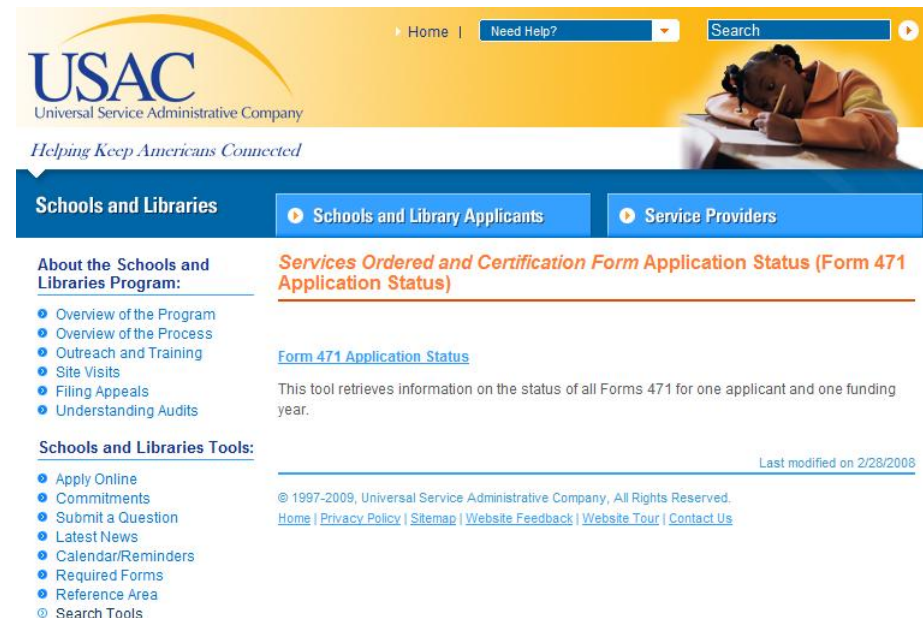 Home |
Need Help?
Search
USAC
Universal Service Administrative Company
Helping Keep Americans Connected
Schools and Libraries
Schools and Library Applicants
Service Providers
About the Schools and
Libraries Program:
Overview of the Program
Overview of the Process
Outreach and Training
Site Visits
Filing Appeals
Understanding Audits
Schools and Libraries Tools:
Apply Online
Commitments
Submit a Question
Latest News
Calendar/Reminders
Required Forms
Reference Area
Search Tools
Services Ordered and Certification Form Application Status (Form 471
Application Status)
Form 471 Application Status
This tool retrieves information on the status of all Forms 471 for one applicant and one funding
year.
Last modified on 2/28/2008
© 1997-2009, Universal Service Administrative Company, All Rights Reserved.
Home | Privacy Policy | Sitemap | Website Feedback | Website Tour | Contact Us